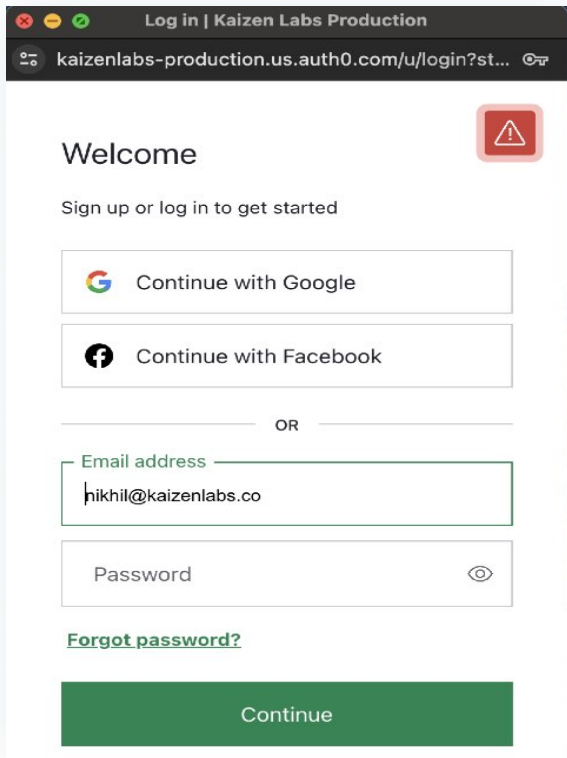 Log in | Kaizen Labs Production
kaizenlabs-production.us.auth0.com/u/login?st...
Welcome
Sign up or log in to get started
Continue with Google
Continue with Facebook
OR
Email address
nikhil@kaizenlabs.co
Password
Forgot password?
Continue